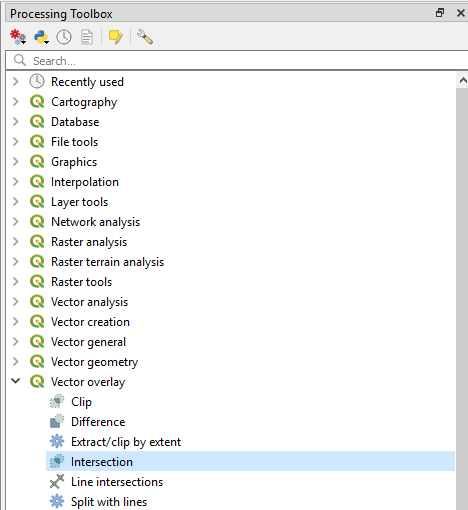 Processing Toolbox
Search...
Recently used
Cartography
Database
File tools
Graphics
Interpolation
Layer tools
Network analysis
Raster analysis
Raster terrain analysis
Raster tools
Vector analysis
Vector creation
Vector general
Vector geometry
Vector overlay
Clip
Difference
Extract/clip by extent
Intersection
Line intersections
Split with lines